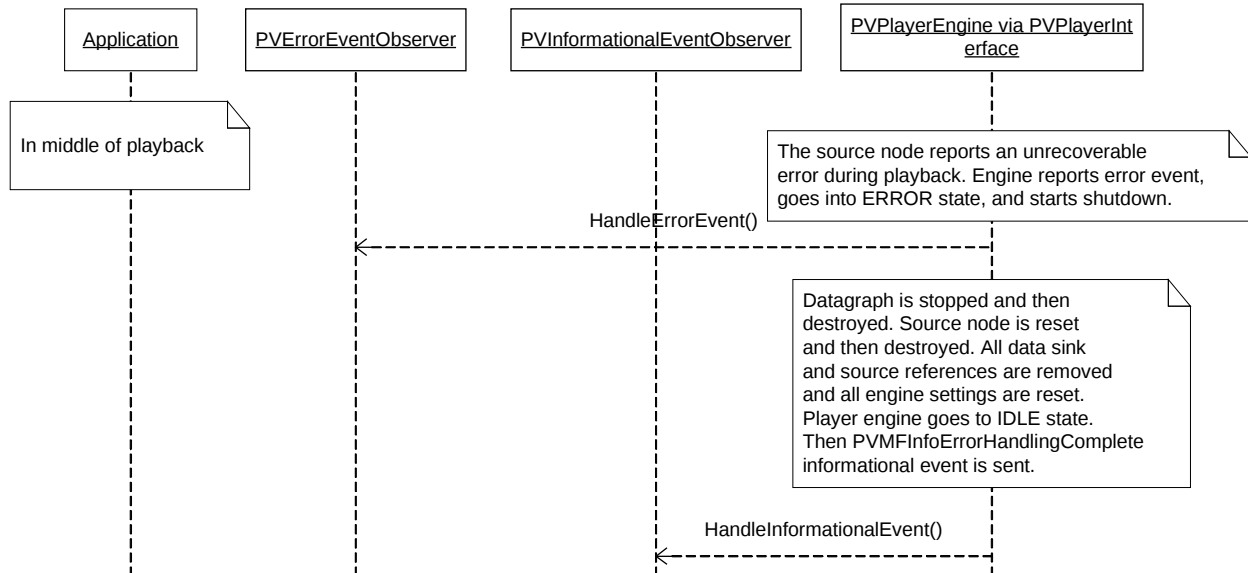 Application
PVErrorEventObserver
PVInformationalEventObserver
PVPlayerEngine via PVPlayerInt
erface
In middle of playback
The source node reports an unrecoverable
error during playback. Engine reports error event,
goes into ERROR state, and starts shutdown.
HandleErrorEvent()
Datagraph is stopped and then
destroyed. Source node is reset
and then destroyed. All data sink
and source references are removed
and all engine settings are reset.
Player engine goes to IDLE state.
Then PVMFInfoErrorHandlingComplete
informational event is sent.
HandleInformationalEvent()